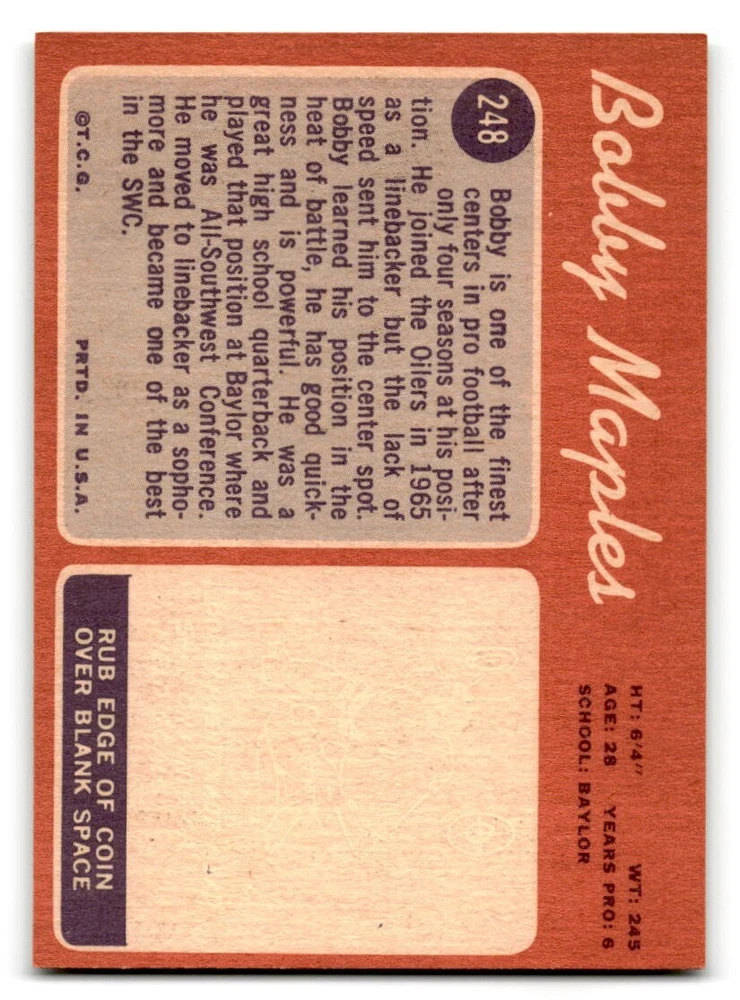 Bobby Maples
HT: 6'4" WT: 245
AGE: 28 YEARS PRO: 6
SCHOOL: BAYLOR
248
Bobby is one of the finest
centers in pro football after
only four seasons at his posi-
tion. He joined the Oilers in 1965
as a linebacker but the lack of
speed sent him to the center spot.
Bobby learned his position in the
heat of battle, he has good quick-
ness and is powerful. He was a
great high school quarterback and
played that position at Baylor where
he was All-Southwest Conference.
He moved to linebacker as a sopho-
more and became one of the best
in the SWC.
©T.C.G. PRTD. IN U.S.A.
RUB EDGE OF COIN
OVER BLANK SPACE